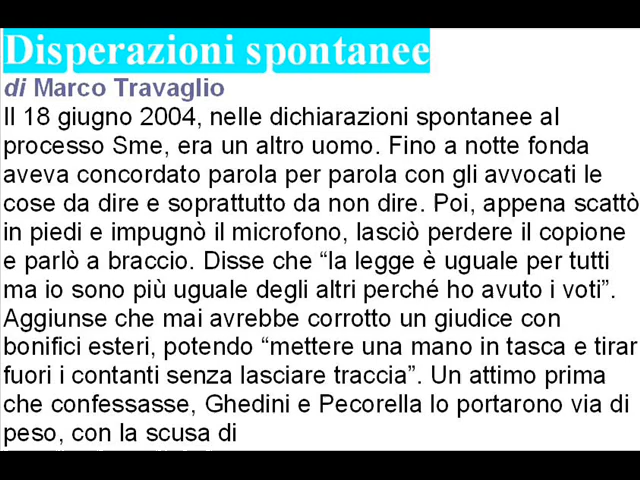 Disperazioni spontanee
di Marco Travaglio
Il 18 giugno 2004, nelle dichiarazioni spontanee al
processo Sme, era un altro uomo. Fino a notte fonda
aveva concordato parola per parola con gli avvocati le
cose da dire e soprattutto da non dire. Poi, appena scattò
in piedi e impugnò il microfono, lasciò perdere il copione
e parlò a braccio. Disse che “la legge è uguale per tutti
ma io sono più uguale degli altri perché ho avuto i voti”.
Aggiunse che mai avrebbe corrotto un giudice con
bonifici esteri, potendo “mettere una mano in tasca e tirar
fuori i contanti senza lasciare traccia”. Un attimo prima
che confessasse, Ghedini e Pecorella lo portarono via di
peso, con la scusa di